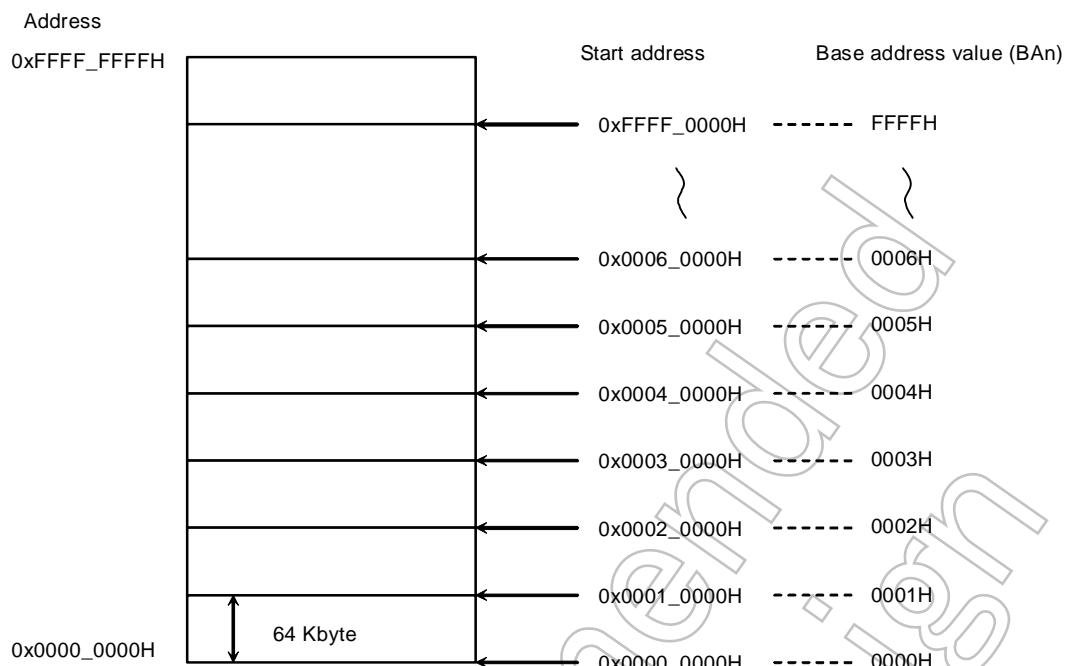 Address
0xFFFF_FFFFH
Start address Base address value (BAn)
0xFFFF_0000H FFFFH
0x0006_0000H 0006H
0x0005_0000H 0005H
0x0004_0000H 0004H
0x0003_0000H 0003H
0x0002_0000H 0002H
0x0001_0000H 0001H
64 Kbyte
0x0000_0000H
0x0000_0000H 0000H